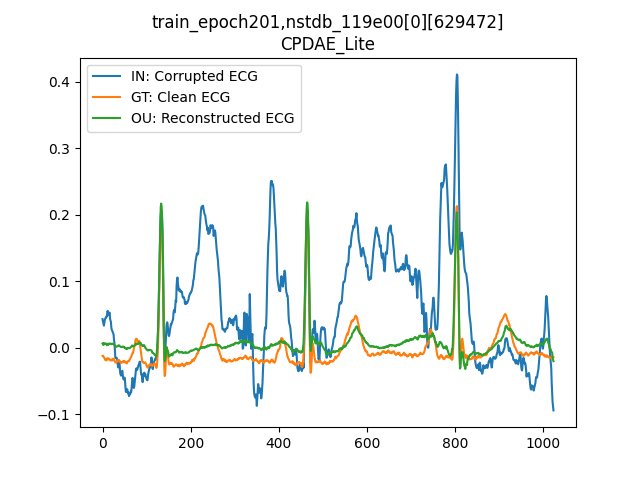 train_epoch201,nstdb_119e00[0][629472]
CPDAE_Lite
IN: Corrupted ECG
GT: Clean ECG
OU: Reconstructed ECG
0.4
0.3
0.2
0.1
0.0
−0.1
0 200 400 600 800 1000